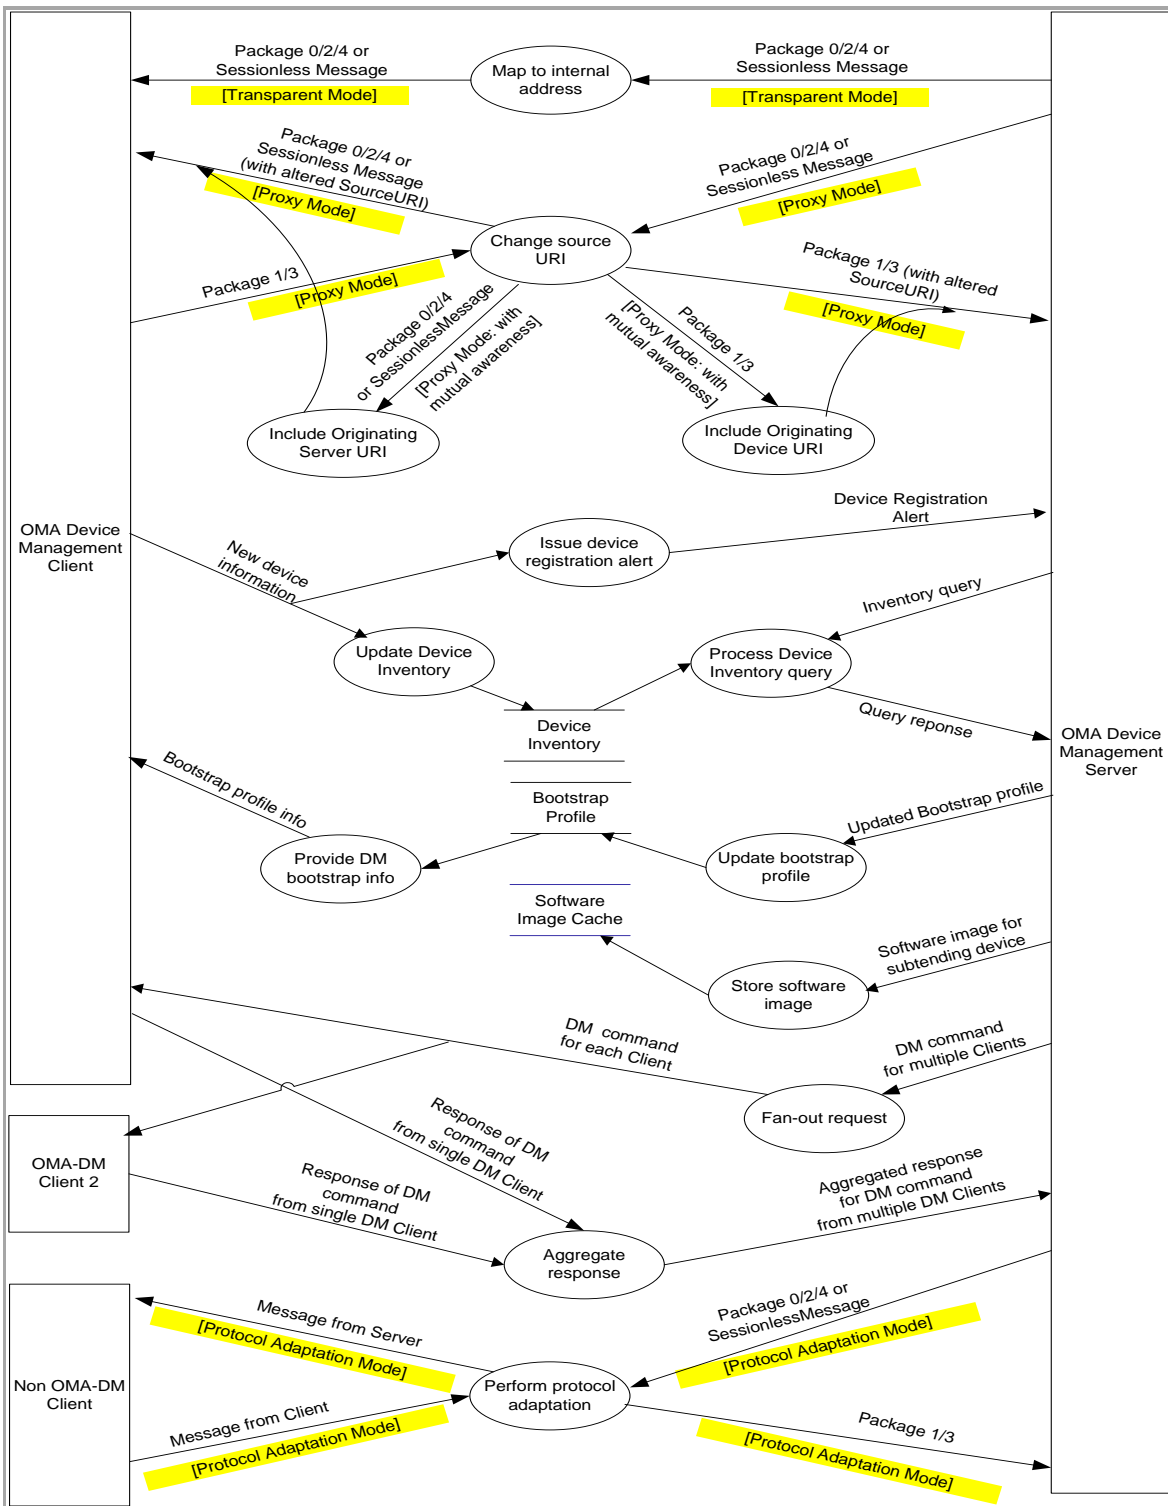 Package 0/2/4 or
Sessionless Message
[Transparent Mode]
Map to internal
address
Package 0/2/4 or
Sessionless Message
[Transparent Mode]
Package 0/2/4 or
Sessionless Message
(with altered SourceURI)
[Proxy Mode]
Package 0/2/4 or
Sessionless Message
[Proxy Mode]
Change source
URI
Package 1/3
[Proxy Mode]
Package 1/3 (with altered
SourceURI)
[Proxy Mode]
Package 0/2/4
or SessionlessMessage
[Proxy Mode: with
mutual awareness]
Package 1/3
[Proxy Mode: with
mutual awareness]
Include Originating
Server URI
Include Originating
Device URI
OMA Device
Management
Client
New device
information
Issue device
registration alert
Device Registration
Alert
Inventory query
Update Device
Inventory
Process Device
Inventory query
Query reponse
Device
Inventory
OMA Device
Management
Server
Bootstrap profile info
Bootstrap
Profile
Updated Bootstrap profile
Provide DM
bootstrap info
Update bootstrap
profile
Software
Image Cache
Software image for
subtending device
Store software
image
DM  command
for each Client
DM command
for multiple Clients
Fan-out request
OMA-DM
Client 2
Response of DM
command
from single DM Client
Response of DM
command
from single DM Client
Aggregated response
for DM command
from multiple DM Clients
Aggregate
response
Non OMA-DM
Client
Message from Server
[Protocol Adaptation Mode]
Package 0/2/4 or
SessionlessMessage
[Protocol Adaptation Mode]
Perform protocol
adaptation
Message from Client
[Protocol Adaptation Mode]
Package 1/3
[Protocol Adaptation Mode]